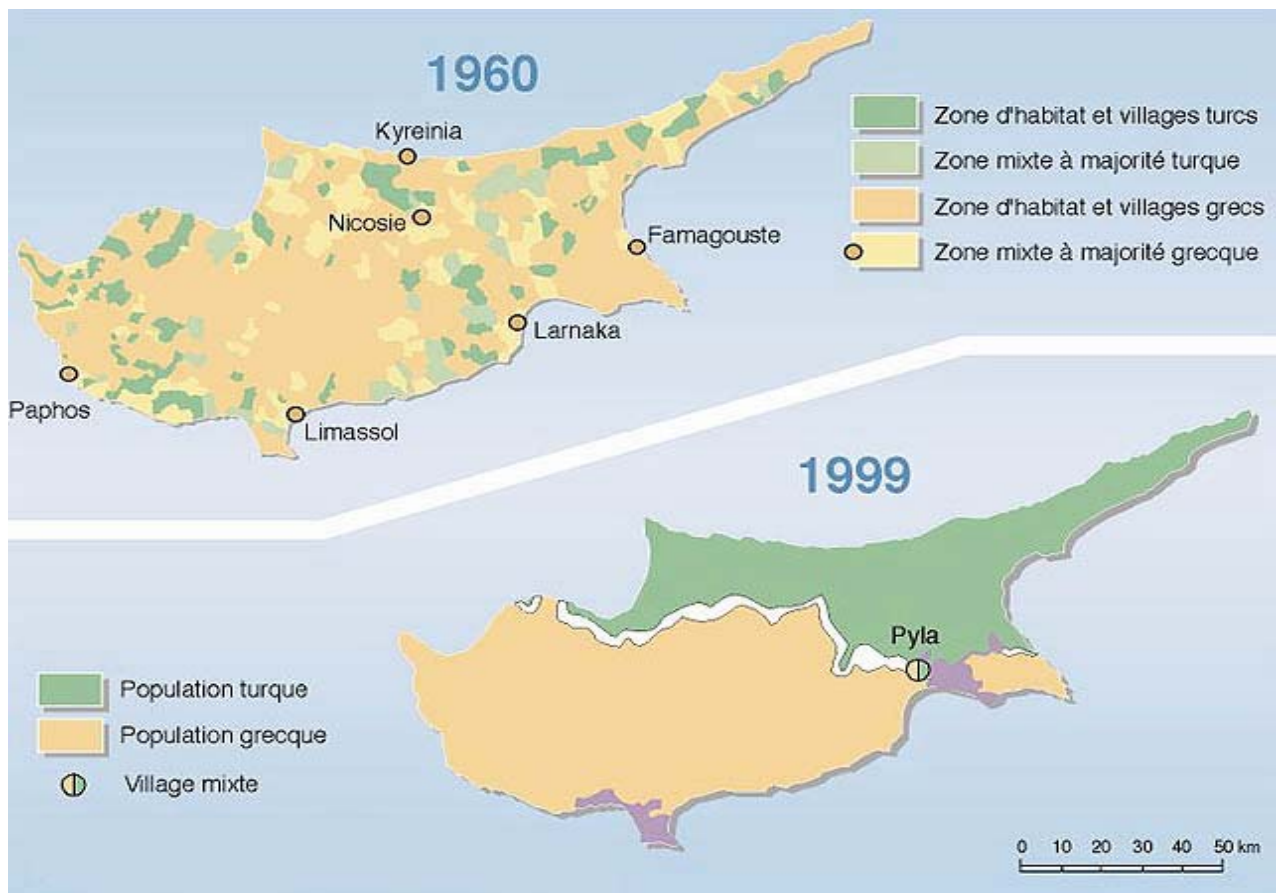 1960
Kyreinia
Nicosie
Famagouste
Larnaka
Paphos
Limassol
Zone d'habitat et villages turcs
Zone mixte à majorité turque
Zone d'habitat et villages grecs
Zone mixte à majorité grecque
1999
Pyla
Population turque
Population grecque
Village mixte
0 10 20 30 40 50 km